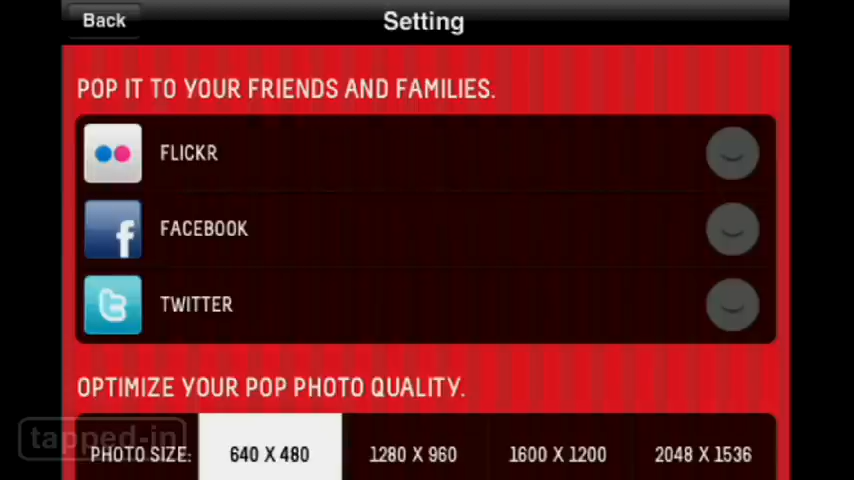 Back
Setting
POP IT TO YOUR FRIENDS AND FAMILIES.
FLICKR
FACEBOOK
TWITTER
OPTIMIZE YOUR POP PHOTO QUALITY.
tapped-in
PHOTO SIZE: 640 X 480 1280 X 960 1600 X 1200 2048 X 1536